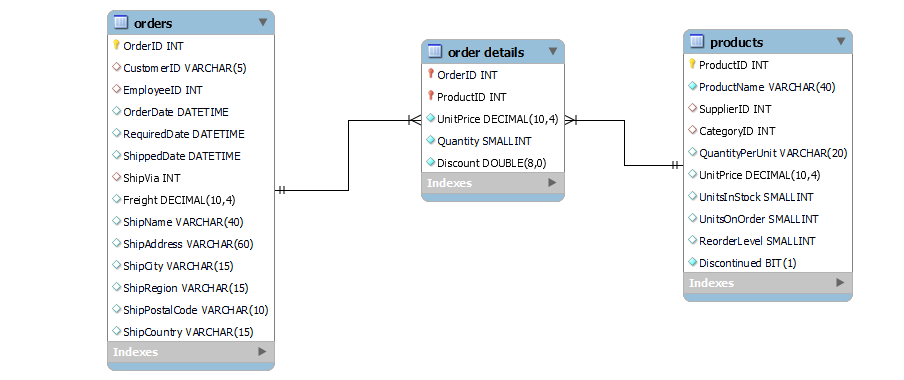 orders
OrderID INT
CustomerID VARCHAR(5)
EmployeeID INT
OrderDate DATETIME
RequiredDate DATETIME
ShippedDate DATETIME
ShipVia INT
Freight DECIMAL(10,4)
ShipName VARCHAR(40)
ShipAddress VARCHAR(60)
ShipCity VARCHAR(15)
ShipRegion VARCHAR(15)
ShipPostalCode VARCHAR(10)
ShipCountry VARCHAR(15)
Indexes
order details
OrderID INT
ProductID INT
UnitPrice DECIMAL(10,4)
Quantity SMALLINT
Discount DOUBLE(8,0)
Indexes
products
ProductID INT
ProductName VARCHAR(40)
SupplierID INT
CategoryID INT
QuantityPerUnit VARCHAR(20)
UnitPrice DECIMAL(10,4)
UnitsInStock SMALLINT
UnitsOnOrder SMALLINT
ReorderLevel SMALLINT
Discontinued BIT(1)
Indexes